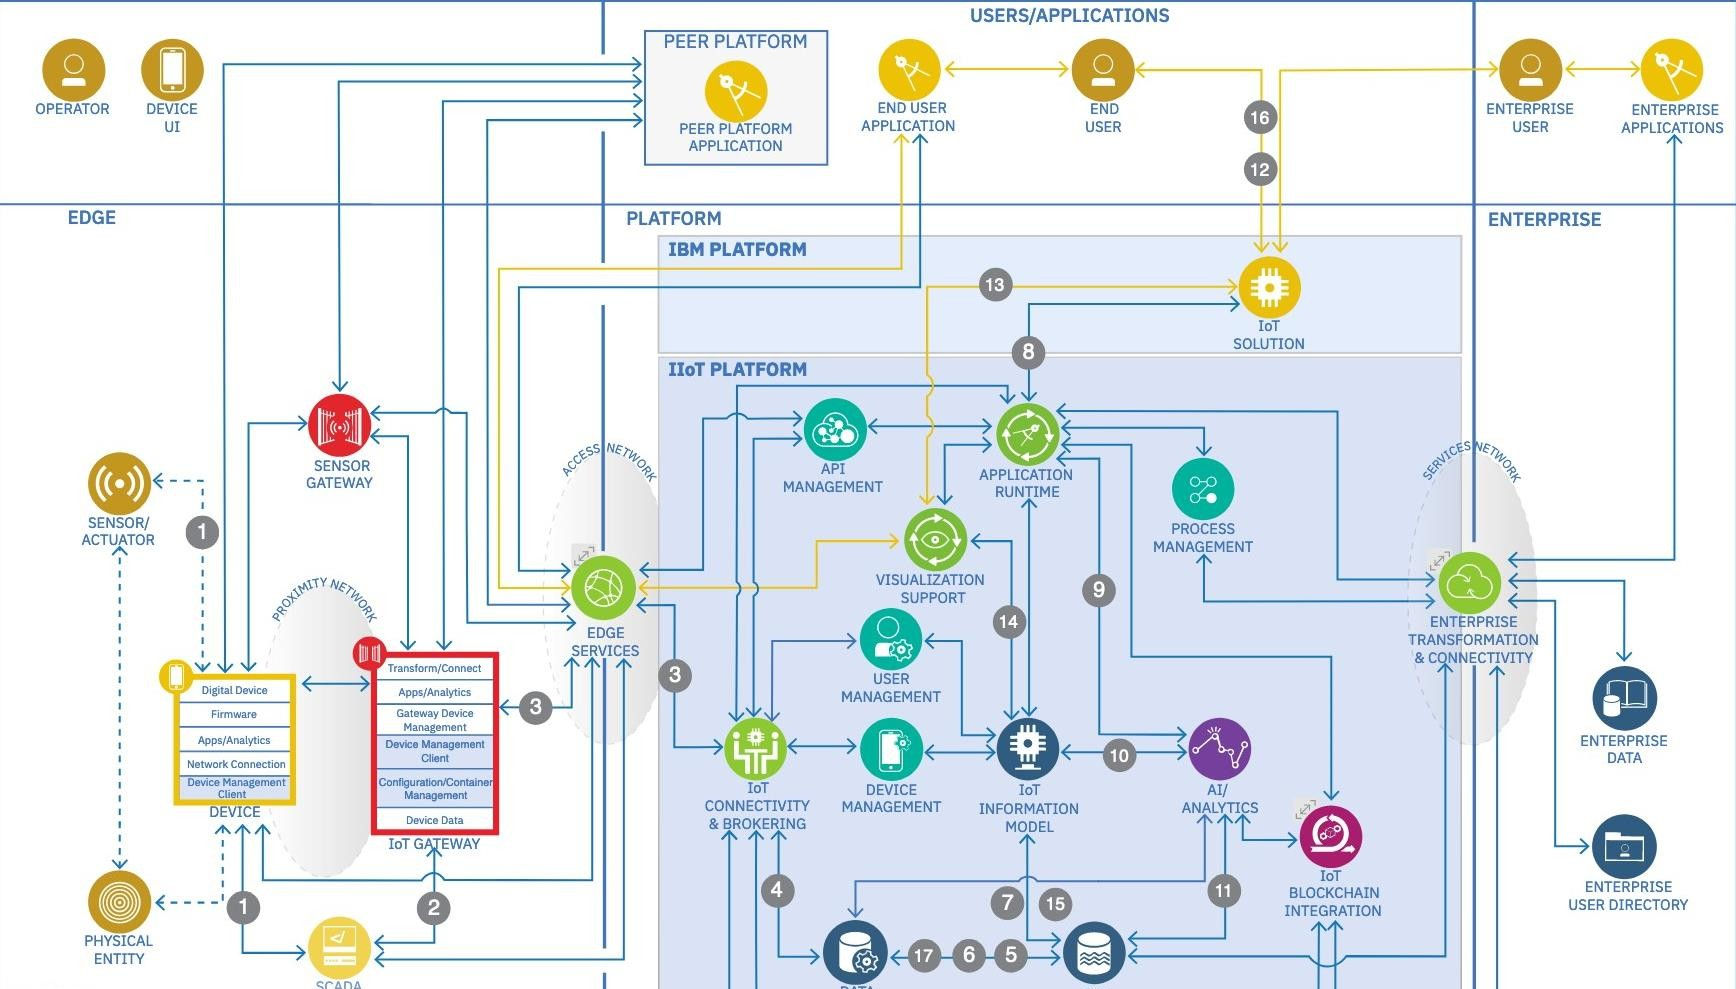 USERS/APPLICATIONS
OPERATOR
DEVICE
UI
PEER PLATFORM
PEER PLATFORM
APPLICATION
END USER
APPLICATION
END
USER
16
12
ENTERPRISE
USER
ENTERPRISE
APPLICATIONS
EDGE
PLATFORM
ENTERPRISE
IBM PLATFORM
13
IoT
SOLUTION
8
IIoT PLATFORM
SENSOR
GATEWAY
ACCESS NETWORK
API
MANAGEMENT
APPLICATION
RUNTIME
PROCESS
MANAGEMENT
SERVICES NETWORK
SENSOR/
ACTUATOR
1
PROXIMITY NETWORK
EDGE
SERVICES
VISUALIZATION
SUPPORT
9
14
ENTERPRISE
TRANSFORMATION
& CONNECTIVITY
USER
MANAGEMENT
3
3
Digital Device
Firmware
Apps/Analytics
Network Connection
Device Management
Client
DEVICE
Transform/Connect
Apps/Analytics
Gateway Device
Management
Device Management
Client
Configuration/Container
Management
Device Data
IoT GATEWAY
ENTERPRISE
DATA
IoT
CONNECTIVITY
& BROKERING
DEVICE
MANAGEMENT
IoT
INFORMATION
MODEL
10
AI/
ANALYTICS
IoT
BLOCKCHAIN
INTEGRATION
ENTERPRISE
USER DIRECTORY
PHYSICAL
ENTITY
1
2
4
7
15
11
17
6
5
SCADA
DATA